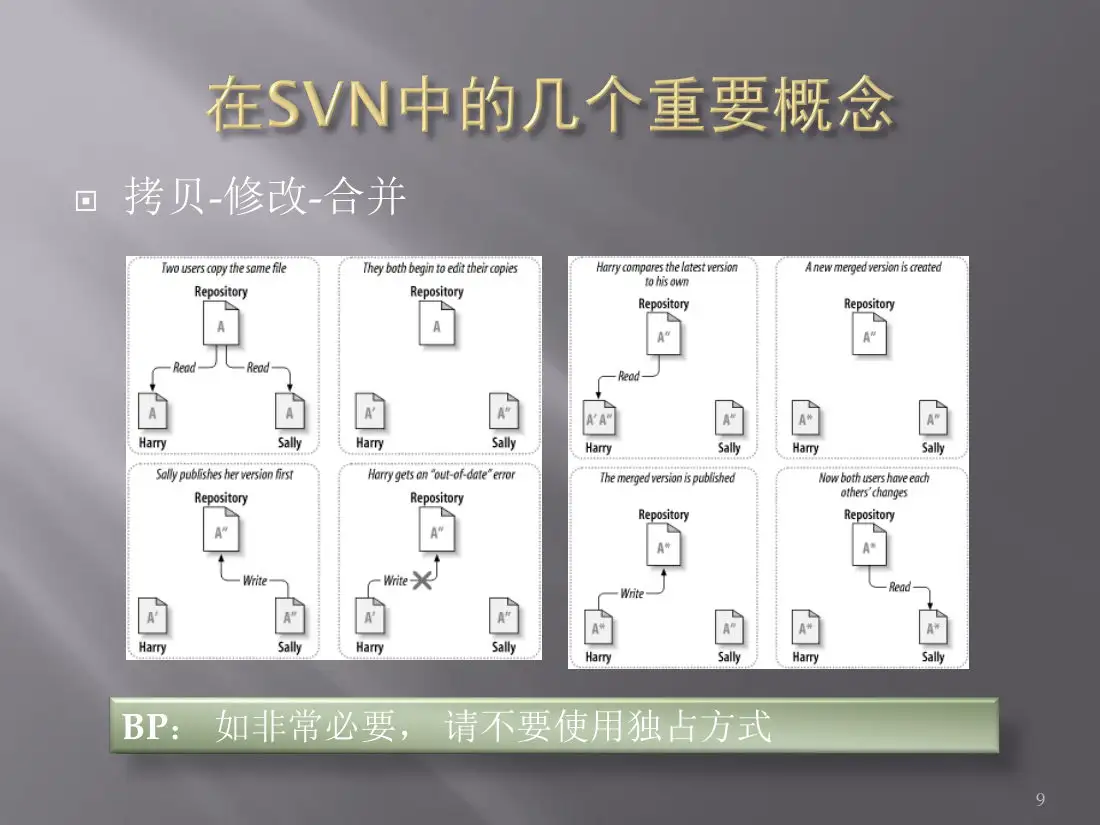 在SVN中的几个重要概念
拷贝-修改-合并
Two users copy the same file
Repository
A
Read
Read
A
A
Harry
Sally
They both begin to edit their copies
Repository
A
A'
A"
Harry
Sally
Sally publishes her version first
Repository
A"
Write
A'
A"
Harry
Sally
Harry gets an “out-of-date” error
Repository
A"
Write
A'
A"
Harry
Sally
Harry compares the latest version
to his own
Repository
A"
Read
A' A"
A"
Harry
Sally
A new merged version is created
Repository
A"
A*
A"
Harry
Sally
The merged version is published
Repository
A*
Write
A*
A"
Harry
Sally
Now both users have each
others’ changes
Repository
A*
Read
A*
A*
Harry
Sally
BP： 如非常必要， 请不要使用独占方式
9